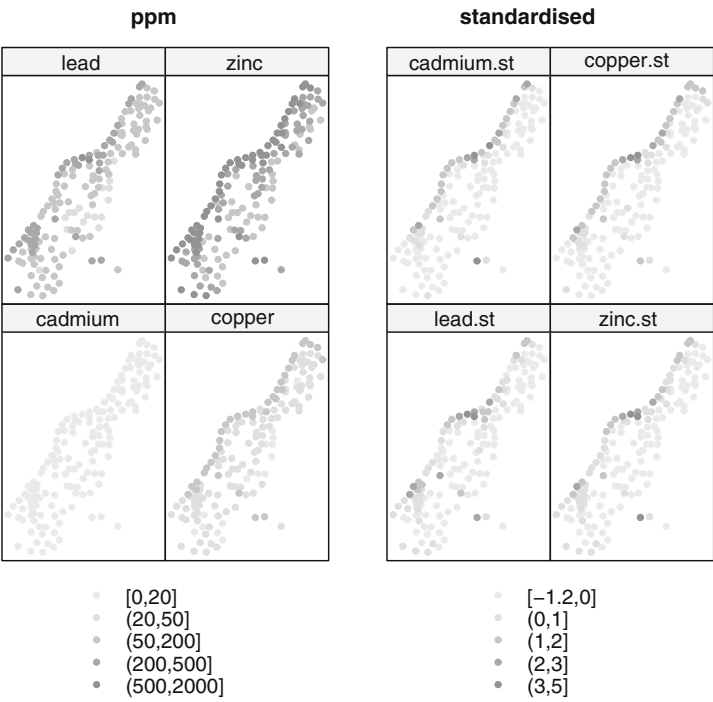 ppm
lead
zinc
cadmium
copper
[0,20]
(20,50]
(50,200]
(200,500]
(500,2000]
standardised
cadmium.st
copper.st
lead.st
zinc.st
[−1.2,0]
(0,1]
(1,2]
(2,3]
(3,5]